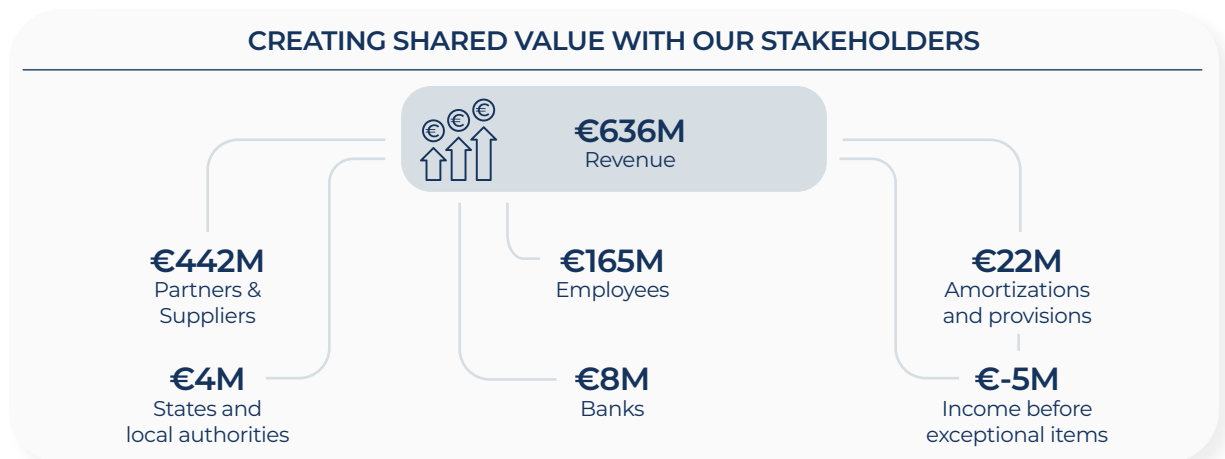 CREATING SHARED VALUE WITH OUR STAKEHOLDERS
€ € €
€636M
Revenue
€442M
Partners &
Suppliers
€165M
Employees
€22M
Amortizations
and provisions
€4M
States and
local authorities
€8M
Banks
€-5M
Income before
exceptional items